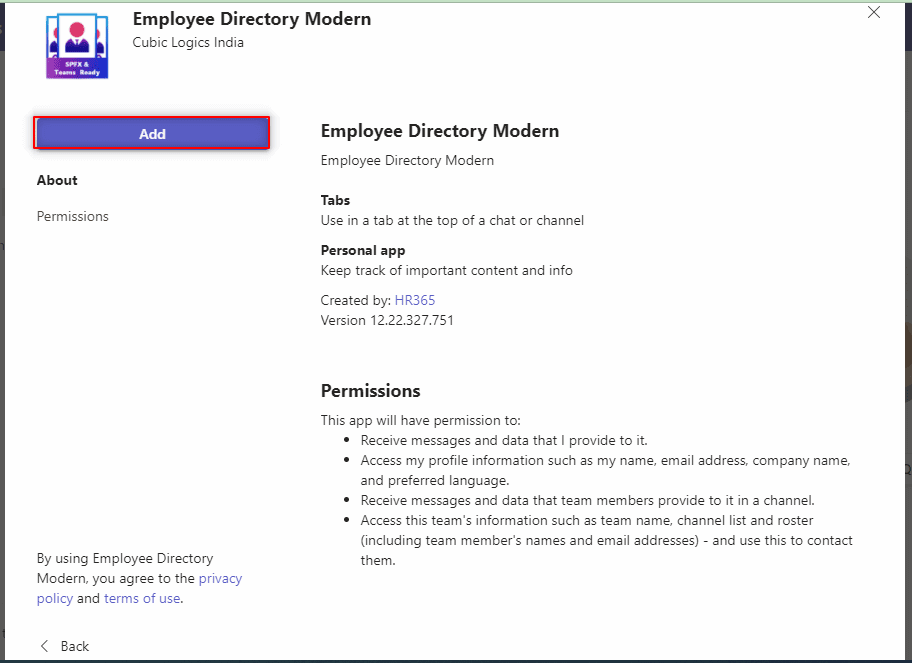 Employee Directory Modern
Cubic Logics India
SPFX &
Teams Ready
Add
About
Permissions
Employee Directory Modern
Employee Directory Modern
Tabs
Use in a tab at the top of a chat or channel
Personal app
Keep track of important content and info
Created by: HR365
Version 12.22.327.751
Permissions
This app will have permission to:
• Receive messages and data that I provide to it.
• Access my profile information such as my name, email address, company name,
and preferred language.
• Receive messages and data that team members provide to it in a channel.
• Access this team's information such as team name, channel list and roster
(including team member's names and email addresses) - and use this to contact
them.
By using Employee Directory
Modern, you agree to the privacy
policy and terms of use.
Back